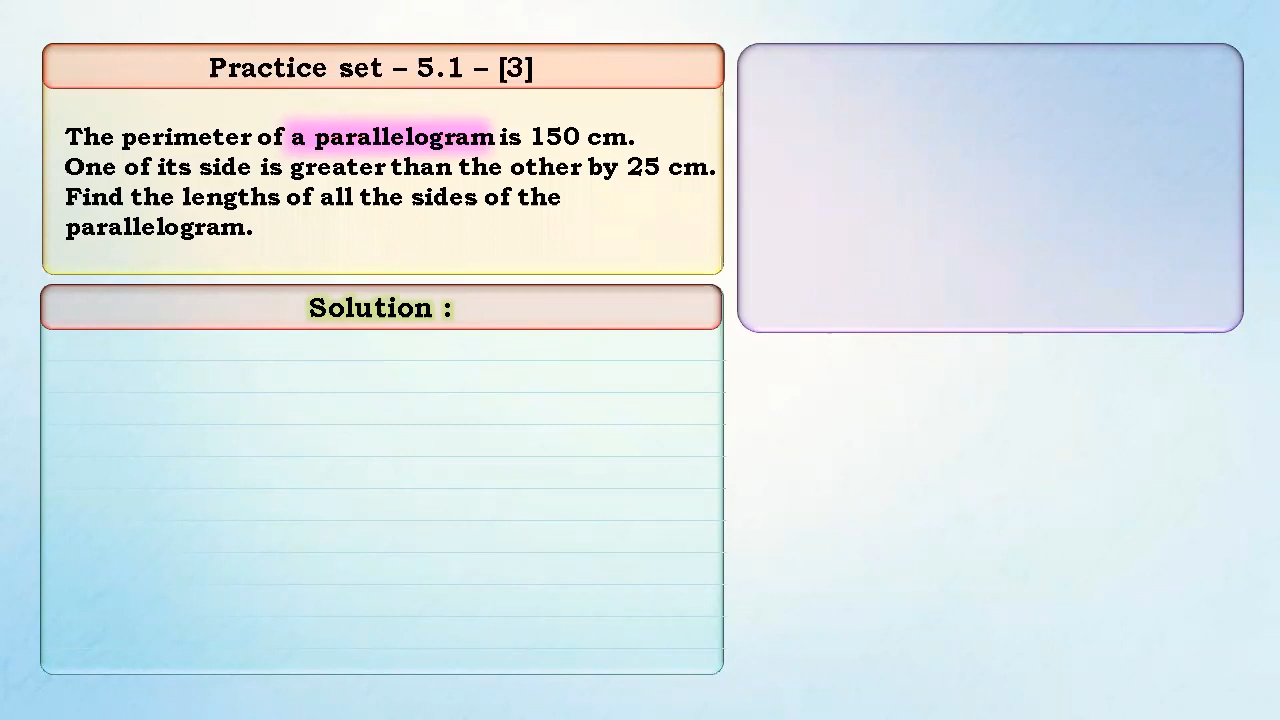 Practice set – 5.1 – [3]
The perimeter of a parallelogram is 150 cm.
One of its side is greater than the other by 25 cm.
Find the lengths of all the sides of the
parallelogram.
Solution :